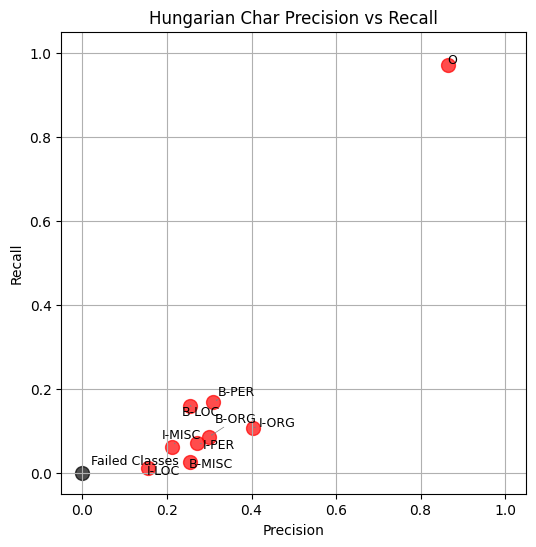 Hungarian Char Precision vs Recall
1.0
O
0.8
0.6
Recall
0.4
0.2
B-PER
B-LOC
B-ORG
I-ORG
I-MISC
I-PER
Failed Classes
B-MISC
I-LOC
0.0
0.0 0.2 0.4 0.6 0.8 1.0
Precision